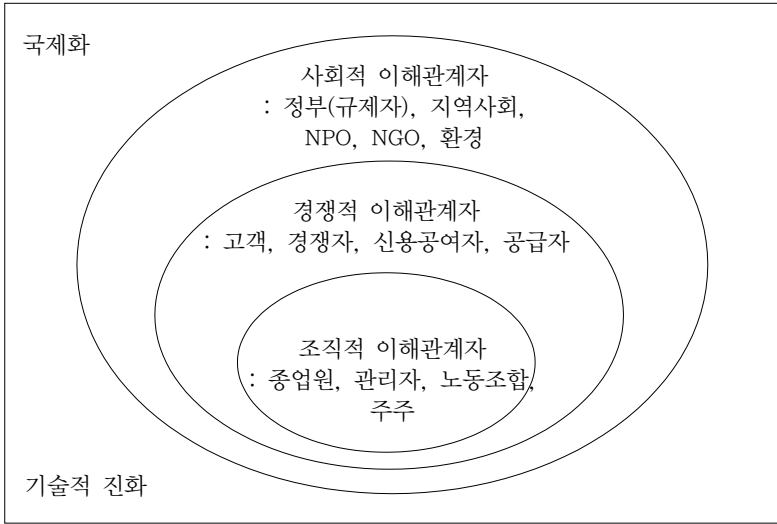 국제화
사회적 이해관계자
: 정부(규제자), 지역사회,
NPO, NGO, 환경
경쟁적 이해관계자
: 고객, 경쟁자, 신용공여자, 공급자
조직적 이해관계자
: 종업원, 관리자, 노동조합,
주주
기술적 진화